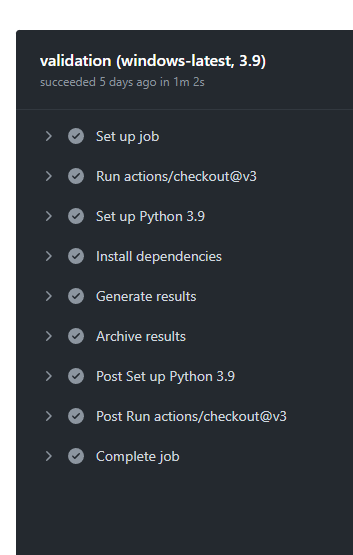 validation (windows-latest, 3.9)
succeeded 5 days ago in 1m 2s
Set up job
Run actions/checkout@v3
Set up Python 3.9
Install dependencies
Generate results
Archive results
Post Set up Python 3.9
Post Run actions/checkout@v3
Complete job